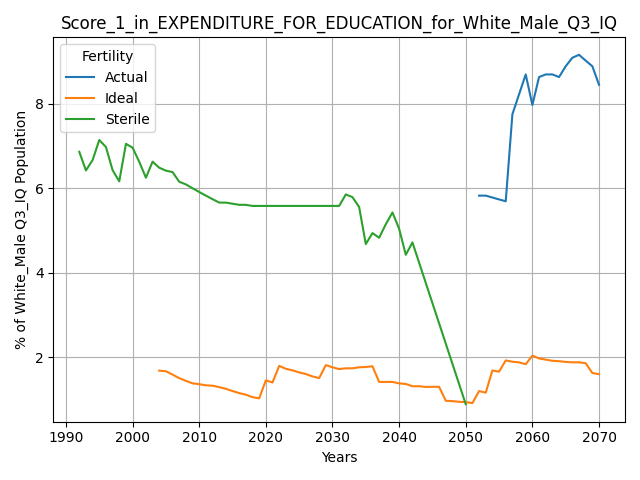 Score_1_in_EXPENDITURE_FOR_EDUCATION_for_White_Male_Q3_IQ
Fertility
Actual
Ideal
Sterile
% of White_Male Q3_IQ Population
8
6
4
2
1990 2000 2010 2020 2030 2040 2050 2060 2070
Years